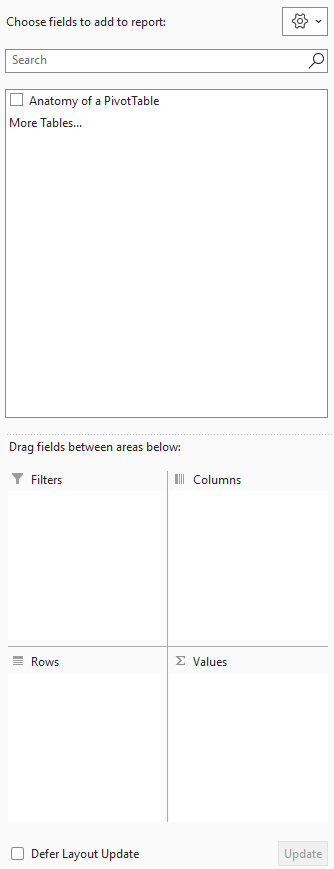 Choose fields to add to report:
Search
Anatomy of a PivotTable
More Tables...
Drag fields between areas below:
Filters
Columns
Rows
Σ Values
Defer Layout Update
Update